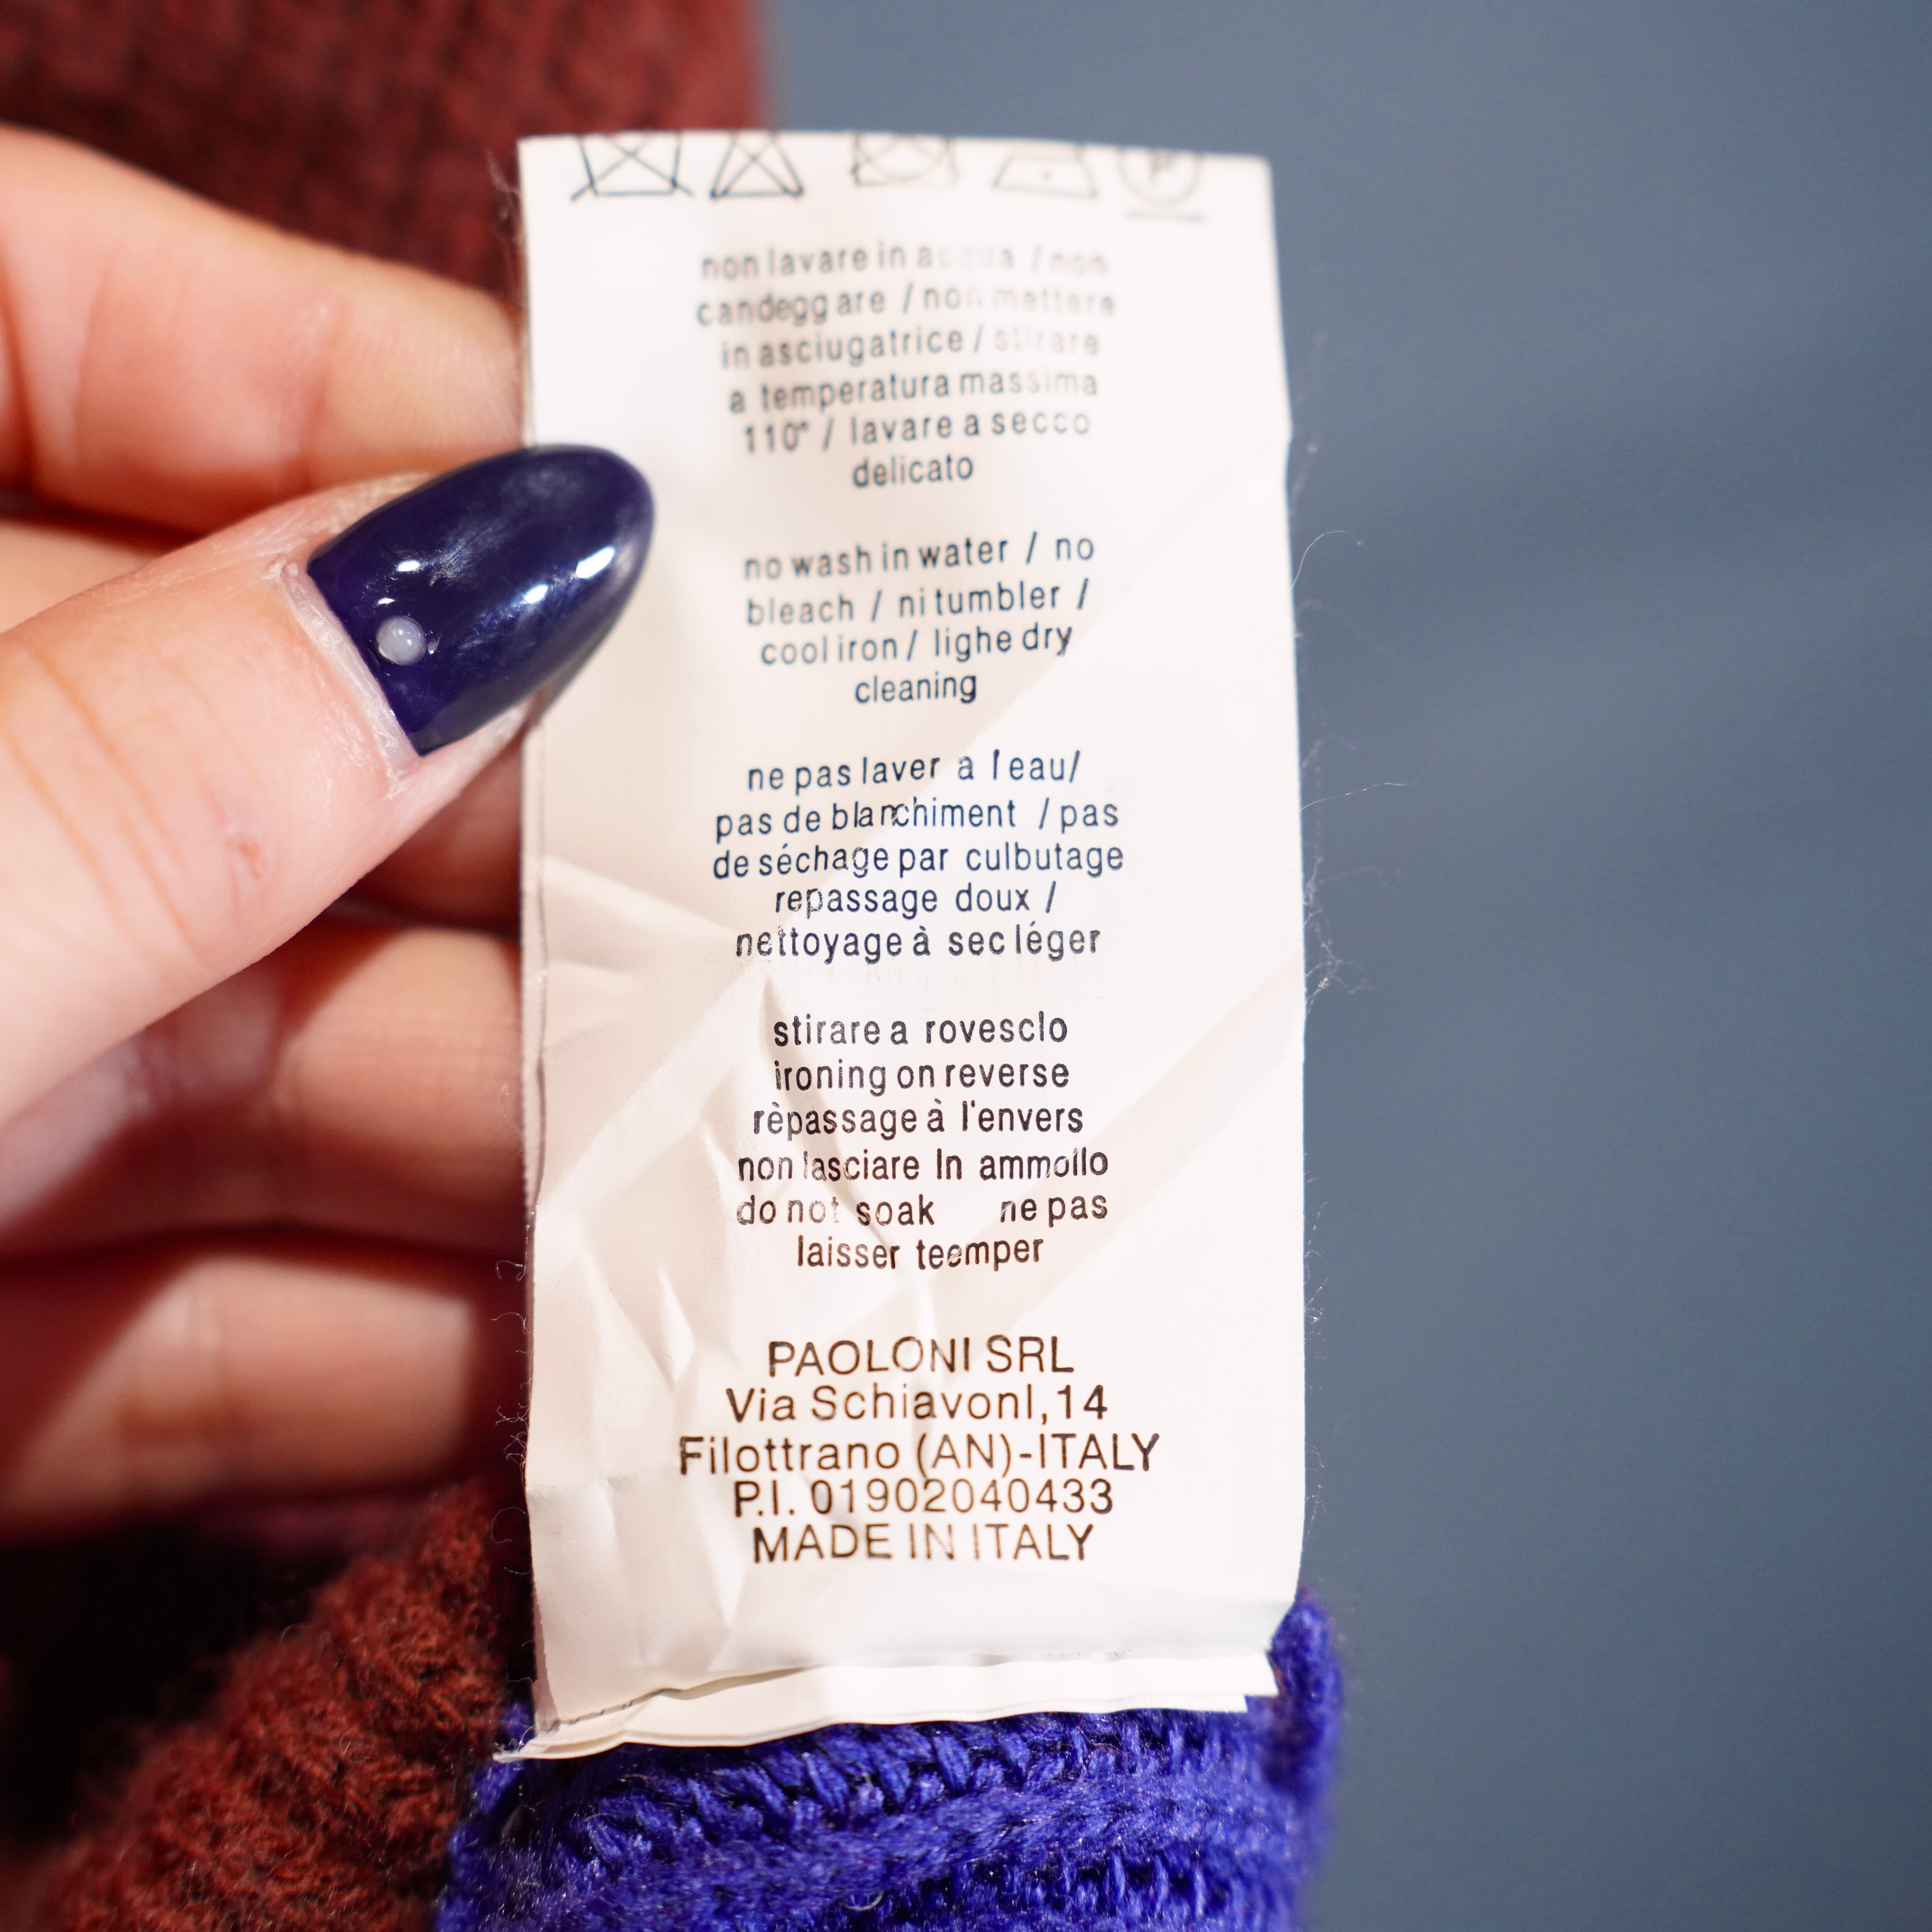 non lavare in acqua / non
candeggare / non mettere
in asciugatrice / stirare
a temperatura massima
110° / lavare a secco
delicato
no wash in water / no
bleach / ni tumbler /
cool iron / lighe dry
cleaning
ne pas laver a l'eau/
pas de blanchiment / pas
de séchage par culbutage
repassage doux /
nettoyage à sec léger
stirare a rovesclo
ironing on reverse
rèpassage à l'envers
non lasciare In ammollo
do not soak ne pas
laisser teemper
PAOLONI SRL
Via SchiavonI,14
Filottrano (AN)-ITALY
P.I. 01902040433
MADE IN ITALY